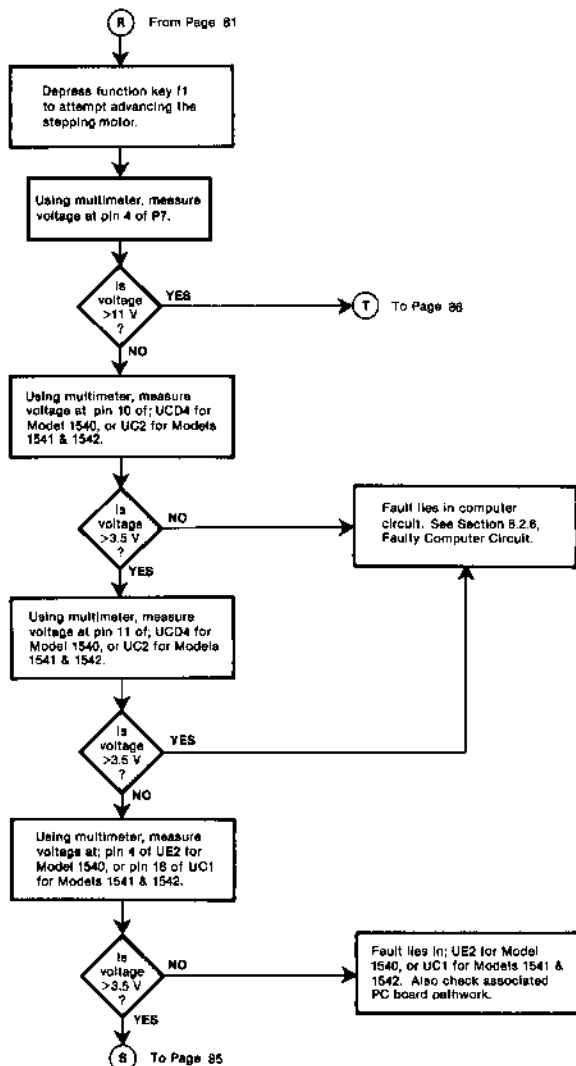 R From Page 81
Depress function key f1
to attempt advancing the
stepping motor.
Using multimeter, measure
voltage at pin 4 of P7.
Is
voltage
>11 V
?
YES
T To Page 86
NO
Using multimeter, measure
voltage at pin 10 of; UCD4 for
Model 1540, or UC2 for Models
1541 & 1542.
Is
voltage
>3.5 V
?
NO
Fault lies in computer
circuit. See Section 8.2.6,
Faulty Computer Circuit.
YES
Using multimeter, measure
voltage at pin 11 of; UCD4 for
Model 1540, or UC2 for Models
1541 & 1542.
Is
voltage
>3.5 V
?
YES
NO
Using multimeter, measure
voltage at; pin 4 of UE2 for
Model 1540, or pin 18 of UC1
for Models 1541 & 1542.
Is
voltage
>3.5 V
?
NO
Fault lies in; UE2 for Model
1540, or UC1 for Models 1541 &
1542. Also check associated
PC board pathwork.
YES
S To Page 85